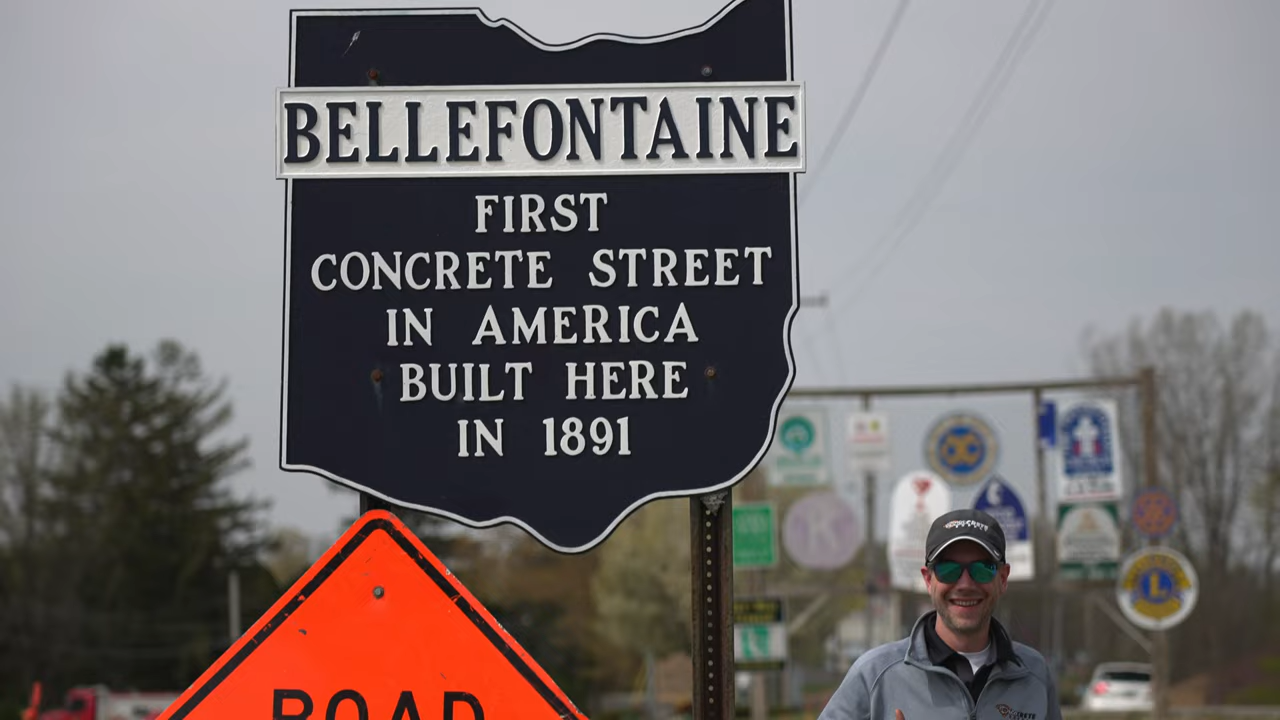 BELLEFONTAINE
FIRST
CONCRETE STREET
IN AMERICA
BUILT HERE
IN 1891
ROAD
K
L